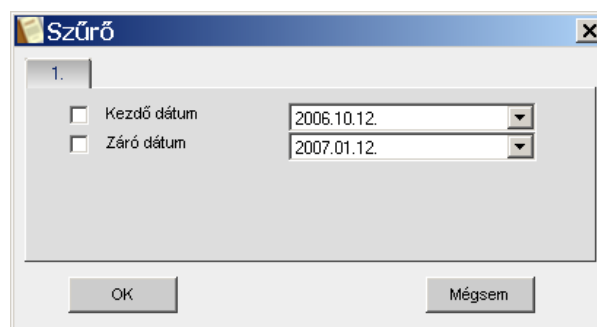 Szűrő
1.
Kezdő dátum 2006.10.12.
Záró dátum 2007.01.12.
OK Mégsem